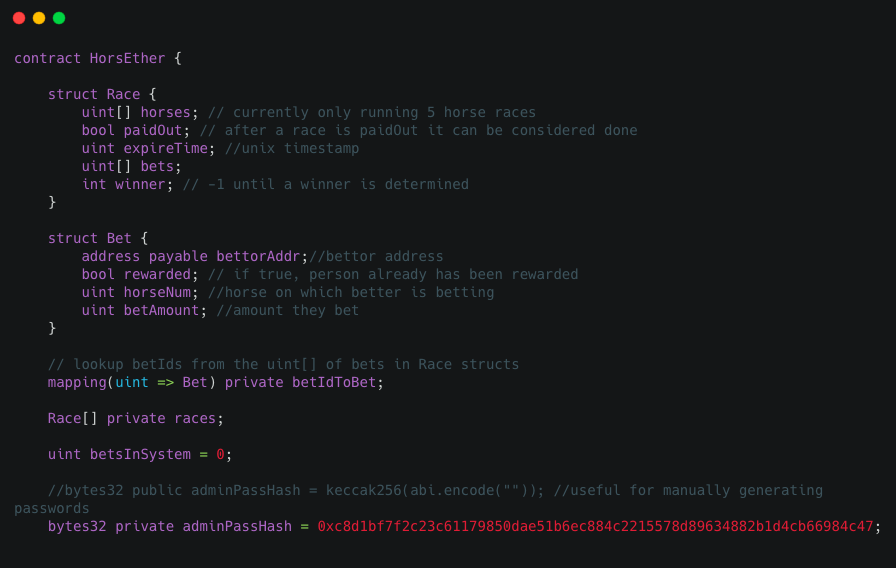 contract HorsEther {
struct Race {
uint[] horses; // currently only running 5 horse races
bool paidOut; // after a race is paidOut it can be considered done
uint expireTime; //unix timestamp
uint[] bets;
int winner; // -1 until a winner is determined
}
struct Bet {
address payable bettorAddr;//bettor address
bool rewarded; // if true, person already has been rewarded
uint horseNum; //horse on which better is betting
uint betAmount; //amount they bet
}
// lookup betIds from the uint[] of bets in Race structs
mapping(uint => Bet) private betIdToBet;
Race[] private races;
uint betsInSystem = 0;
//bytes32 public adminPassHash = keccak256(abi.encode("")); //useful for manually generating
passwords
bytes32 private adminPassHash = 0xc8d1bf7f2c23c61179850dae51b6ec884c2215578d89634882b1d4cb66984c47;